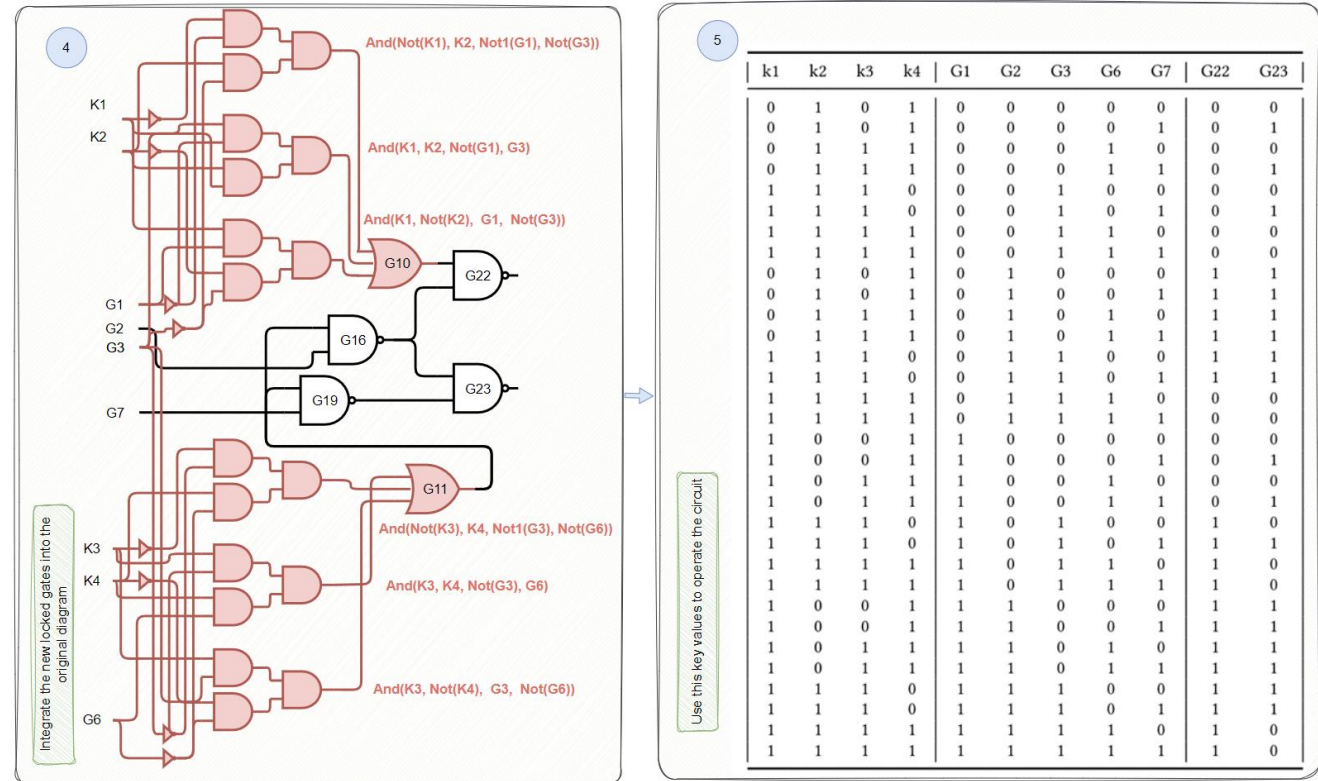 4
And(Not(K1), K2, Not1(G1), Not(G3))
K1
K2
And(K1, K2, Not(G1), G3)
And(K1, Not(K2), G1, Not(G3))
G10
G22
G1
G2
G3
G16
G23
G19
G7
G11
And(Not(K3), K4, Not1(G3), Not(G6))
K3
K4
And(K3, K4, Not(G3), G6)
And(K3, Not(K4), G3, Not(G6))
G6
Integrate the new locked gates into the
original diagram
5
k1 k2 k3 k4 G1 G2 G3 G6 G7 G22 G23
0 1 0 1 0 0 0 0 0 0 0
0 1 0 1 0 0 0 0 1 0 1
0 1 1 1 0 0 0 1 0 0 0
0 1 1 1 0 0 0 1 1 0 1
1 1 1 0 0 0 1 0 0 0 0
1 1 1 0 0 0 1 0 1 0 1
1 1 1 1 0 0 1 1 0 0 0
1 1 1 1 0 0 1 1 1 0 0
0 1 0 1 0 1 0 0 0 1 1
0 1 0 1 0 1 0 0 1 1 1
0 1 1 1 0 1 0 1 0 1 1
0 1 1 1 0 1 0 1 1 1 1
1 1 1 0 0 1 1 0 0 1 1
1 1 1 0 0 1 1 0 1 1 1
1 1 1 1 0 1 1 1 0 0 0
1 1 1 1 0 1 1 1 1 0 0
1 0 0 1 1 0 0 0 0 0 0
1 0 0 1 1 0 0 0 1 0 1
1 0 1 1 1 0 0 1 0 0 0
1 0 1 1 1 0 0 1 1 0 1
1 1 1 0 1 0 1 0 0 1 0
1 1 1 0 1 0 1 0 1 1 1
1 1 1 1 1 0 1 1 0 1 0
1 1 1 1 1 0 1 1 1 1 0
1 0 0 1 1 1 0 0 0 1 1
1 0 0 1 1 1 0 0 1 1 1
1 0 1 1 1 1 0 1 0 1 1
1 0 1 1 1 1 0 1 1 1 1
1 1 1 0 1 1 1 0 0 1 1
1 1 1 0 1 1 1 0 1 1 1
1 1 1 1 1 1 1 1 0 1 0
1 1 1 1 1 1 1 1 1 1 0
Use this key values to operate the circuit